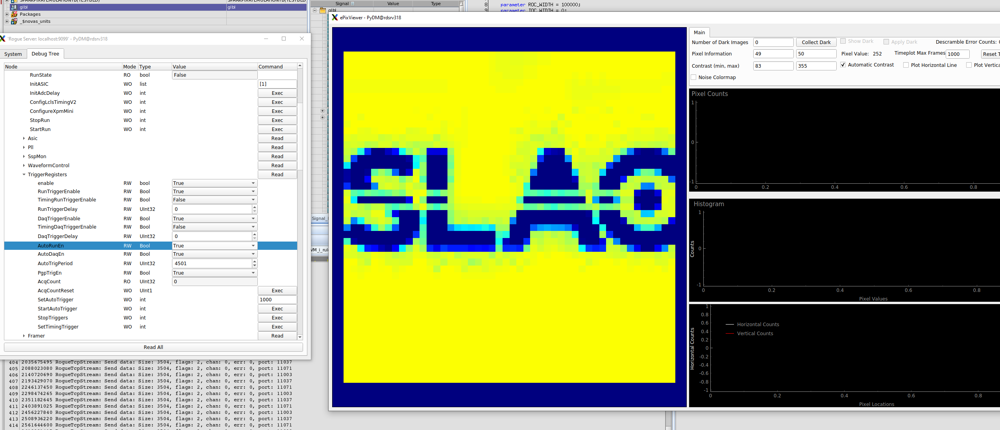 SPARKPIXRTEMULATIONTB(TESTBED) SPARKPIXRTEMULATIONTB(TESTBED
glbl glbl
Packages
_$novas_units
Signal Value Type
glbl
8 parameter ROC_WIDTH = 100000;
9 parameter TOC_WIDTH = 0;
'Rogue Server: localhost:9099' - PyDM@rdsrv318
System Debug Tree
Node Mode Type Value Command
RunState RO bool False
InitASIC WO list [1]
InitAdcDelay WO int Exec
ConfigLclsTimingV2 WO int Exec
ConfigureXpmMini WO int Exec
StopRun WO int Exec
StartRun WO int Exec
Asic Read
Pll Read
SspMon Read
WaveformControl Read
TriggerRegisters Read
enable RW bool True
RunTriggerEnable RW Bool True
TimingRunTriggerEnable RW Bool False
RunTriggerDelay RW UInt32 0
DaqTriggerEnable RW Bool True
TimingDaqTriggerEnable RW Bool False
DaqTriggerDelay RW UInt32 0
AutoRunEn RW Bool True
AutoDaqEn RW Bool True
AutoTrigPeriod RW UInt32 4501
PgpTrigEn RW Bool True
AcqCount RO UInt32 0
AcqCountReset WO UInt1 Exec
SetAutoTrigger WO int 1000
StartAutoTrigger WO int Exec
StopTriggers WO int Exec
SetTimingTrigger WO int Exec
Framer Read
Read All
404 2035675495 RogueTcpStream: Send data: Size: 3504, flags: 2, chan: 0, err: 0, port: 11037
405 2088023080 RogueTcpStream: Send data: Size: 3504, flags: 2, chan: 0, err: 0, port: 11071
406 2140720690 RogueTcpStream: Send data: Size: 3504, flags: 2, chan: 0, err: 0, port: 11003
407 2193429070 RogueTcpStream: Send data: Size: 3504, flags: 2, chan: 0, err: 0, port: 11037
408 2246137450 RogueTcpStream: Send data: Size: 3504, flags: 2, chan: 0, err: 0, port: 11071
409 2298474265 RogueTcpStream: Send data: Size: 3504, flags: 2, chan: 0, err: 0, port: 11003
410 2351182645 RogueTcpStream: Send data: Size: 3504, flags: 2, chan: 0, err: 0, port: 11037
411 2403891025 RogueTcpStream: Send data: Size: 3504, flags: 2, chan: 0, err: 0, port: 11071
412 2456227840 RogueTcpStream: Send data: Size: 3504, flags: 2, chan: 0, err: 0, port: 11003
413 2508936220 RogueTcpStream: Send data: Size: 3504, flags: 2, chan: 0, err: 0, port: 11037
414 2561644600 RogueTcpStream: Send data: Size: 3504, flags: 2, chan: 0, err: 0, port: 11071
Signal_
VM_i_rul
ePixViewer - PyDM@rdsrv318
SLAC
Main
Number of Dark Images 0 Collect Dark Show Dark Apply Dark Descramble Error Counts:
Pixel Information 49 50 Pixel Value: 252 Timeplot Max Frames 1000 Reset T
Contrast (min, max) 83 355 Automatic Contrast Plot Horizontal Line Plot Vertica
Noise Colormap
Pixel Counts
1
0
-1
0 0.2 0.4 0.6 0.8
Histogram
1
Counts
0
-1
0 0.2 0.4 0.6 0.8
Pixel Values
1
0.8
0.6
0.4
0.2
0
-0.2
-0.4
-0.6
-0.8
-1
Horizontal Counts
Horizontal Counts
Vertical Counts
0 0.2 0.4 0.6 0.8
Pixel Locations